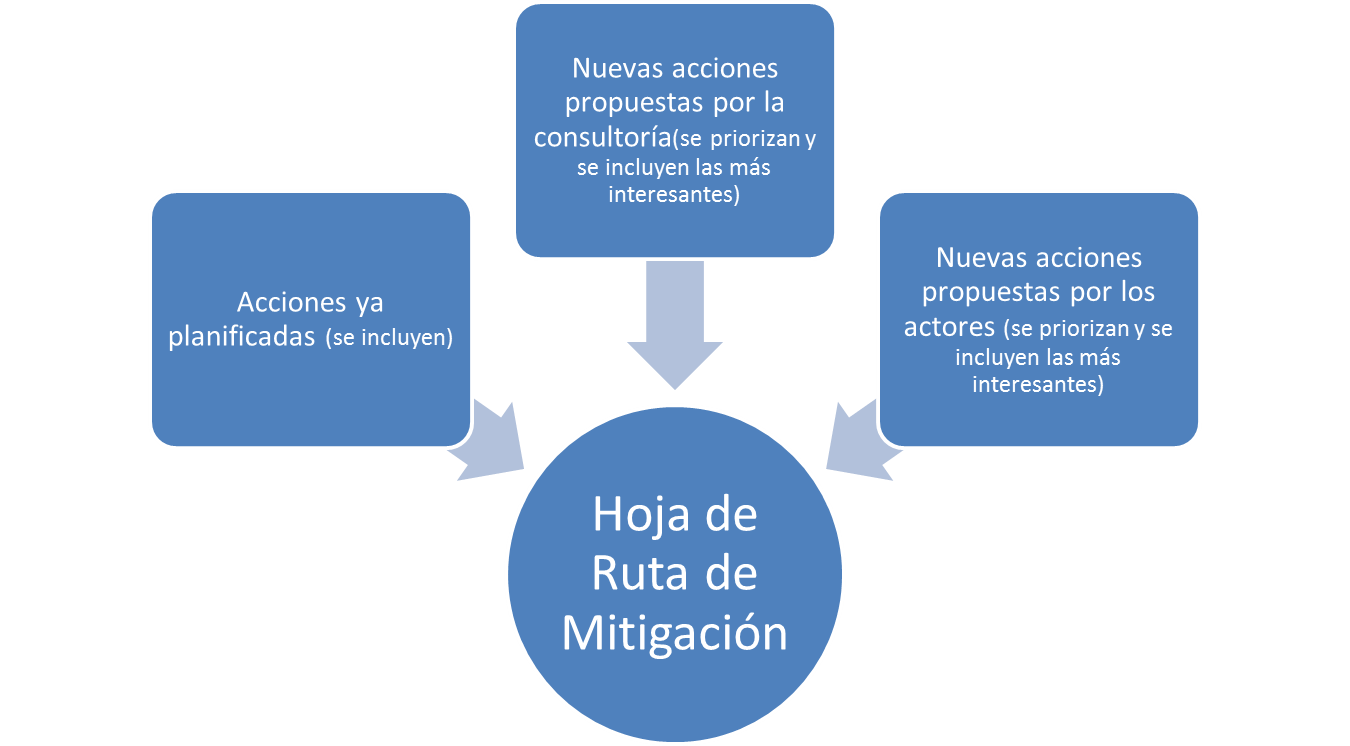 Nuevas acciones
propuestas por la
consultoría(se priorizan y
se incluyen las más
interesantes)
Acciones ya
planificadas (se incluyen)
Nuevas acciones
propuestas por los
actores (se priorizan y se
incluyen las más
interesantes)
Hoja de
Ruta de
Mitigación